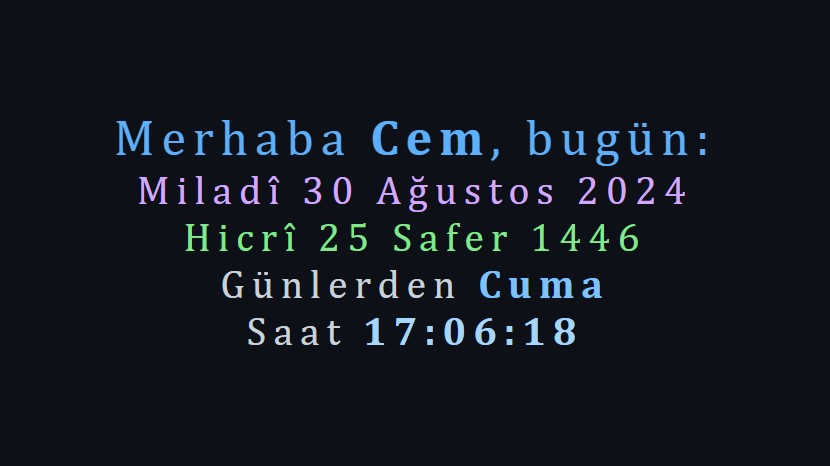 Merhaba Cem, bugün:
Miladî 30 Ağustos 2024
Hicrî 25 Safer 1446
Günlerden Cuma
Saat 17:06:18